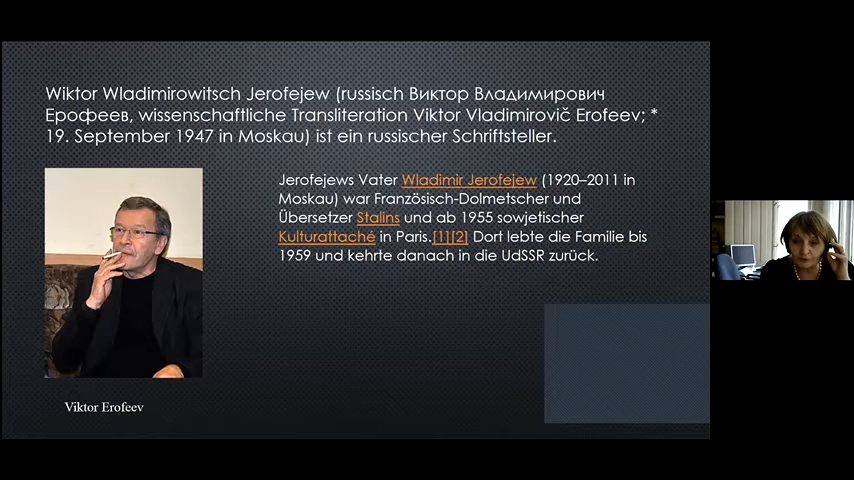 Wiktor Wladimirowitsch Jerofejew (russisch Виктор Владимирович
Ерофеев, wissenschaftliche Transliteration Viktor Vladimirovič Erofeev; *
19. September 1947 in Moskau) ist ein russischer Schriftsteller.
Jerofejews Vater Wladimir Jerofejew (1920–2011 in
Moskau) war Französisch-Dolmetscher und
Übersetzer Stalins und ab 1955 sowjetischer
Kulturattaché in Paris.[1][2] Dort lebte die Familie bis
1959 und kehrte danach in die UdSSR zurück.
Viktor Erofeev